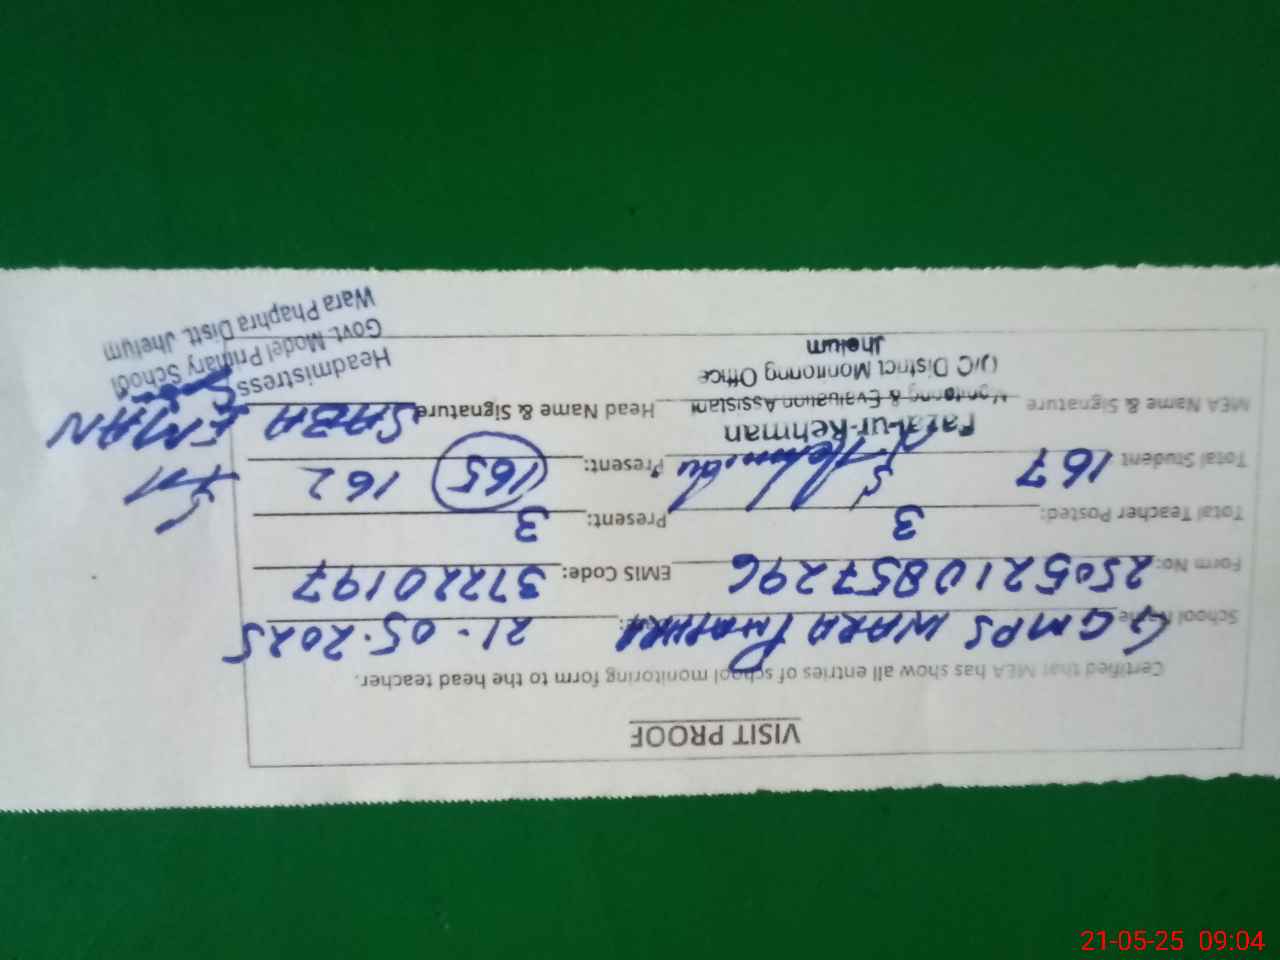 VISIT PROOF
Certified that MEA has show all entries of school monitoring form to the head teacher.
School Name GGMPS WARA PHAPHRA : 21-05-2025
Form No: 2505210857296 EMIS Code: 37220197
Total Teacher Posted: 3 Present: 3
Total Student 167 Present: 165 162
MEA Name & Signature Head Name & Signature SABA EMAN
Fazal-ur-Rehman
Monitoring & Evaluation Assistant
O/C District Monitoring Office
Jhelum
Headmistress
Govt. Model Primary School
Wara Phaphra Distt. Jhelum
21-05-25 09:04